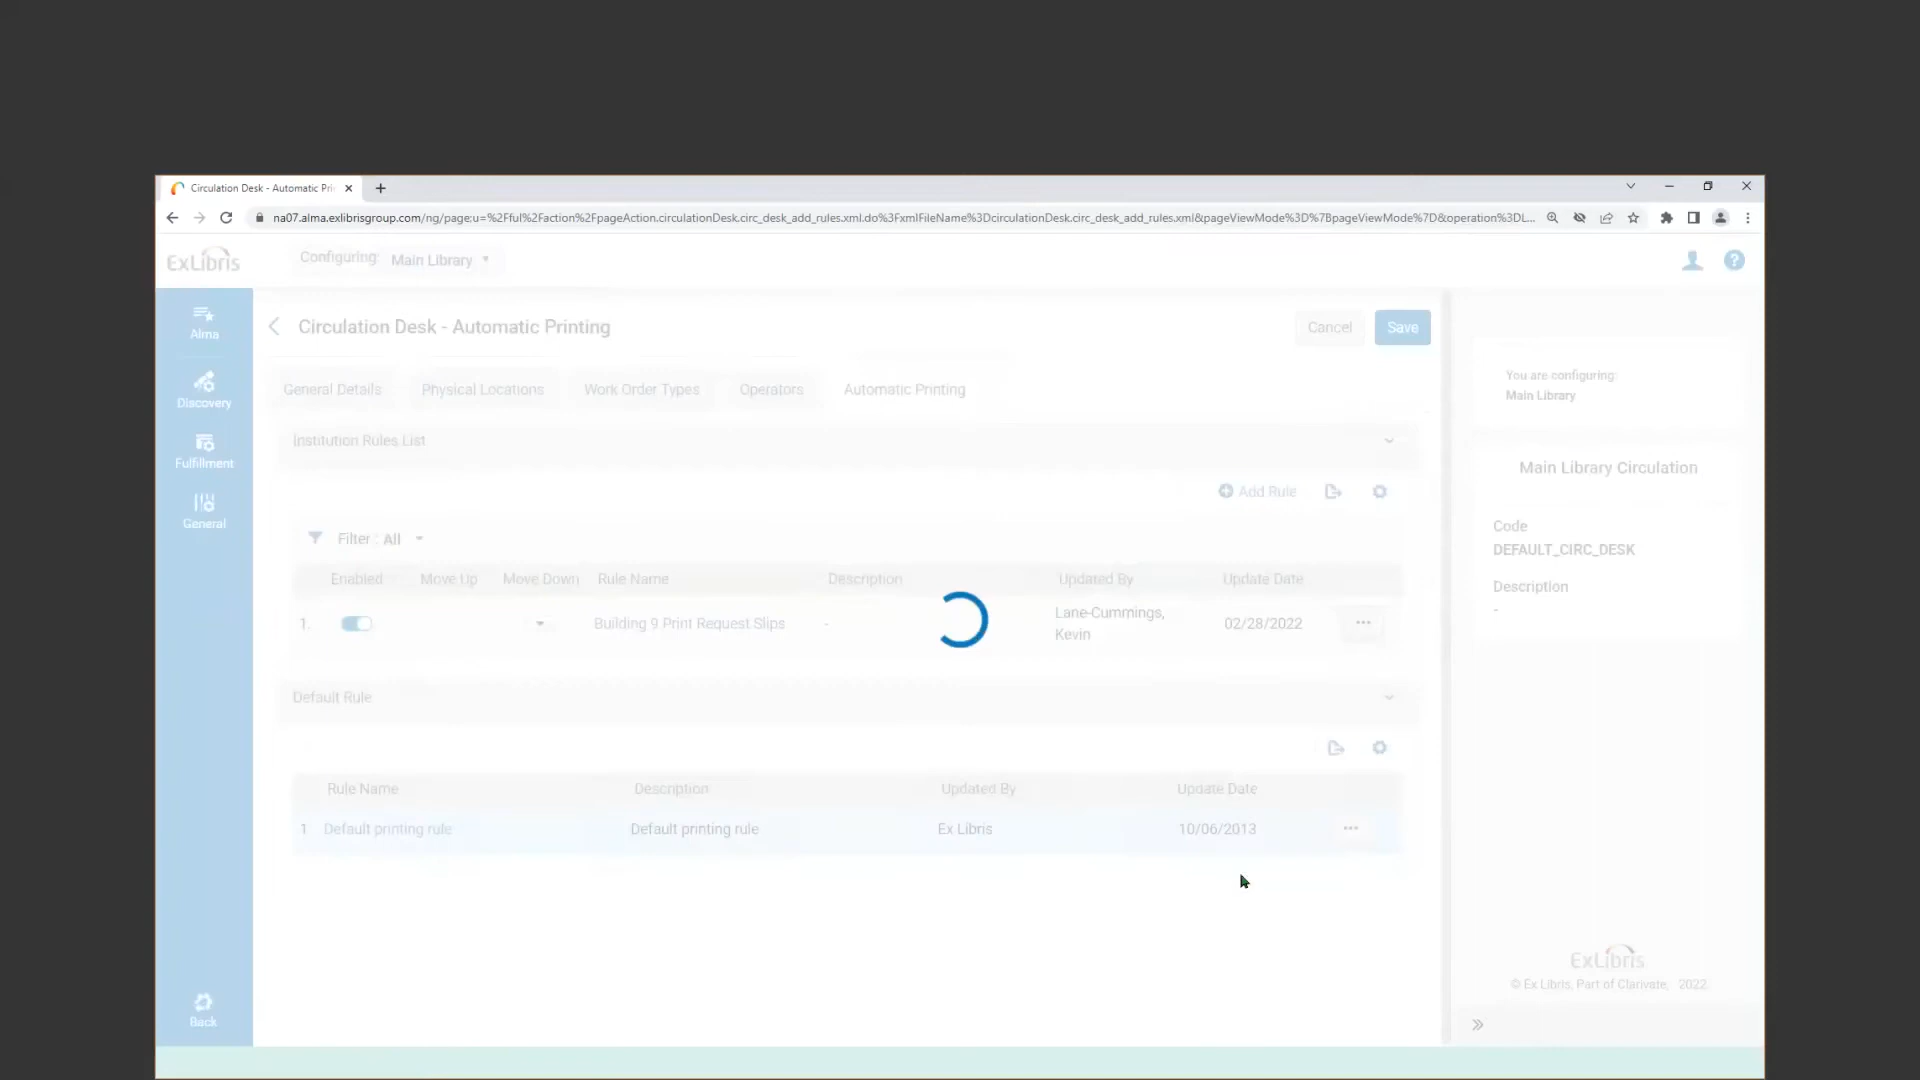 Circulation Desk - Automatic Pri
na07.alma.exlibrisgroup.com/ng/page;u=%2Ful%2Faction%2FpageAction.circulationDesk.circ_desk_add_rules.xml.do%3FxmlFileName%3DcirculationDesk.circ_desk_add_rules.xml&pageViewMode%3D%7BpageViewMode%7D&operation%3DL...
ExLibris
Configuring: Main Library
?
Alma
Discovery
Fulfillment
General
Back
Circulation Desk - Automatic Printing
Cancel
Save
General Details
Physical Locations
Work Order Types
Operators
Automatic Printing
Institution Rules List
Add Rule
Filter : All
Enabled Move Up Move Down Rule Name Description Updated By Update Date
1. Building 9 Print Request Slips - Lane-Cummings, Kevin 02/28/2022 ...
Default Rule
Rule Name Description Updated By Update Date
1 Default printing rule Default printing rule Ex Libris 10/06/2013 ...
You are configuring:
Main Library
Main Library Circulation
Code
DEFAULT_CIRC_DESK
Description
-
ExLibris
© Ex Libris, Part of Clarivate, 2022